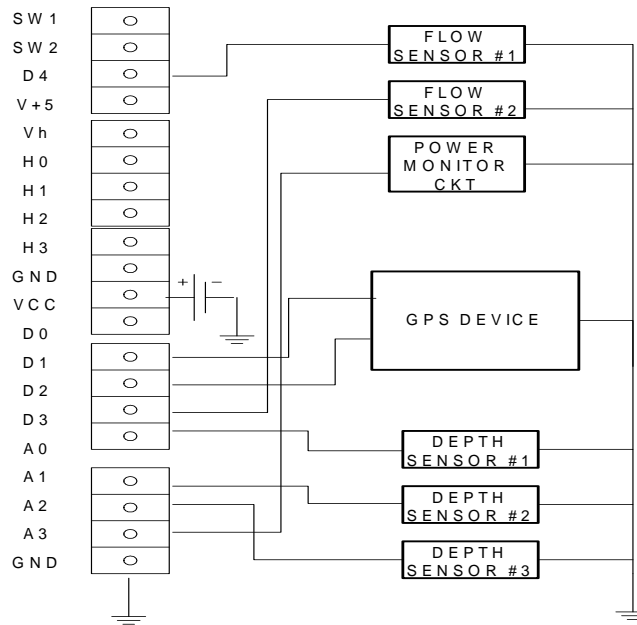 SW1
SW2
D4
V+5
Vh
H0
H1
H2
H3
GND
VCC
D0
D1
D2
D3
A0
A1
A2
A3
GND
+
-
FLOW
SENSOR #1
FLOW
SENSOR #2
POWER
MONITOR
CKT
GPS DEVICE
DEPTH
SENSOR #1
DEPTH
SENSOR #2
DEPTH
SENSOR #3